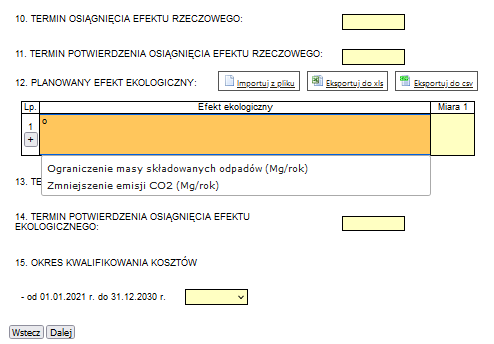 10. TERMIN OSIĄGNIĘCIA EFEKTU RZECZOWEGO:
11. TERMIN POTWIERDZENIA OSIĄGNIĘCIA EFEKTU RZECZOWEGO:
12. PLANOWANY EFEKT EKOLOGICZNY: Importuj z pliku Eksportuj do xls Eksportuj do csv
Lp. Efekt ekologiczny Miara 1
1 o
+
Ograniczenie masy składowanych odpadów (Mg/rok)
Zmniejszenie emisji CO2 (Mg/rok)
13. TE
14. TERMIN POTWIERDZENIA OSIĄGNIĘCIA EFEKTU
EKOLOGICZNEGO:
15. OKRES KWALIFIKOWANIA KOSZTÓW
- od 01.01.2021 r. do 31.12.2030 r.
Wstecz Dalej